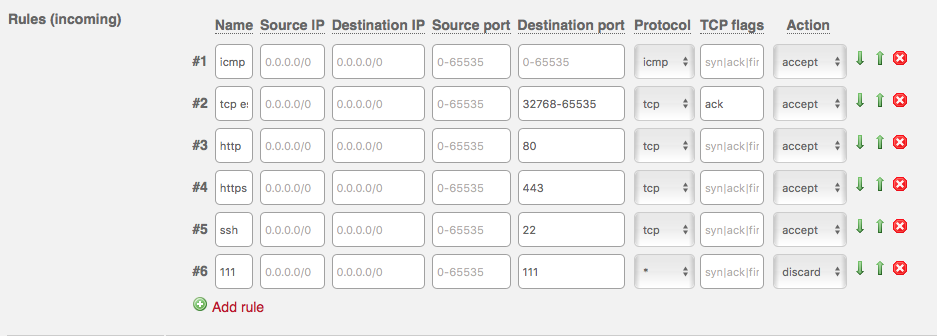 Rules (incoming)
Name Source IP Destination IP Source port Destination port Protocol TCP flags Action
#1 icmp 0.0.0.0/0 0.0.0.0/0 0-65535 0-65535 icmp syn|ack|fir accept
#2 tcp es 0.0.0.0/0 0.0.0.0/0 0-65535 32768-65535 tcp ack accept
#3 http 0.0.0.0/0 0.0.0.0/0 0-65535 80 tcp syn|ack|fir accept
#4 https 0.0.0.0/0 0.0.0.0/0 0-65535 443 tcp syn|ack|fir accept
#5 ssh 0.0.0.0/0 0.0.0.0/0 0-65535 22 tcp syn|ack|fir accept
#6 111 0.0.0.0/0 0.0.0.0/0 0-65535 111 * syn|ack|fir discard
Add rule